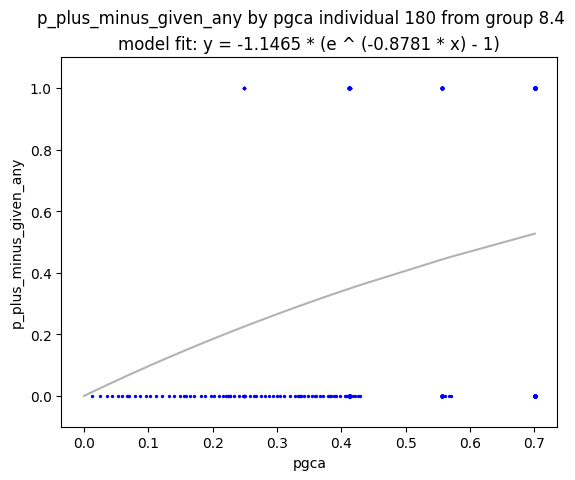 p_plus_minus_given_any by pgca individual 180 from group 8.4
model fit: y = -1.1465 * (e ^ (-0.8781 * x) - 1)
1.0
0.8
0.6
0.4
0.2
0.0
p_plus_minus_given_any
0.0 0.1 0.2 0.3 0.4 0.5 0.6 0.7
pgca